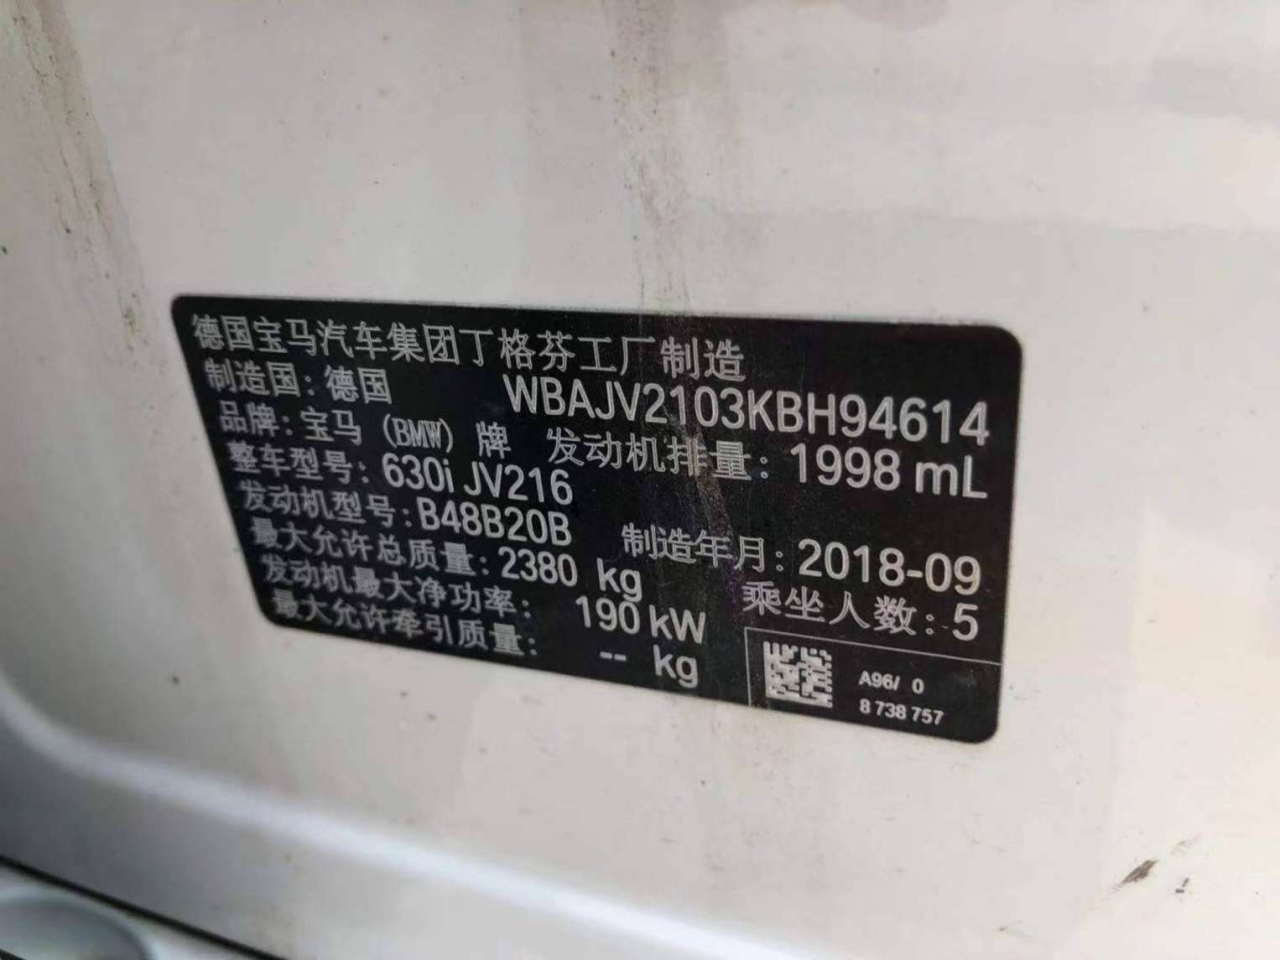 德国宝马汽车集团丁格芬工厂制造
制造国：德国 WBAJV2103KBH94614
品牌：宝马 (BMW) 牌 发动机排量：1998 mL
整车型号：630i JV216
发动机型号：B48B20B 制造年月：2018-09
最大允许总质量：2380 kg 乘坐人数：5
发动机最大净功率： 190 kW
最大允许牵引质量： -- kg
A96/ 0
8 738 757